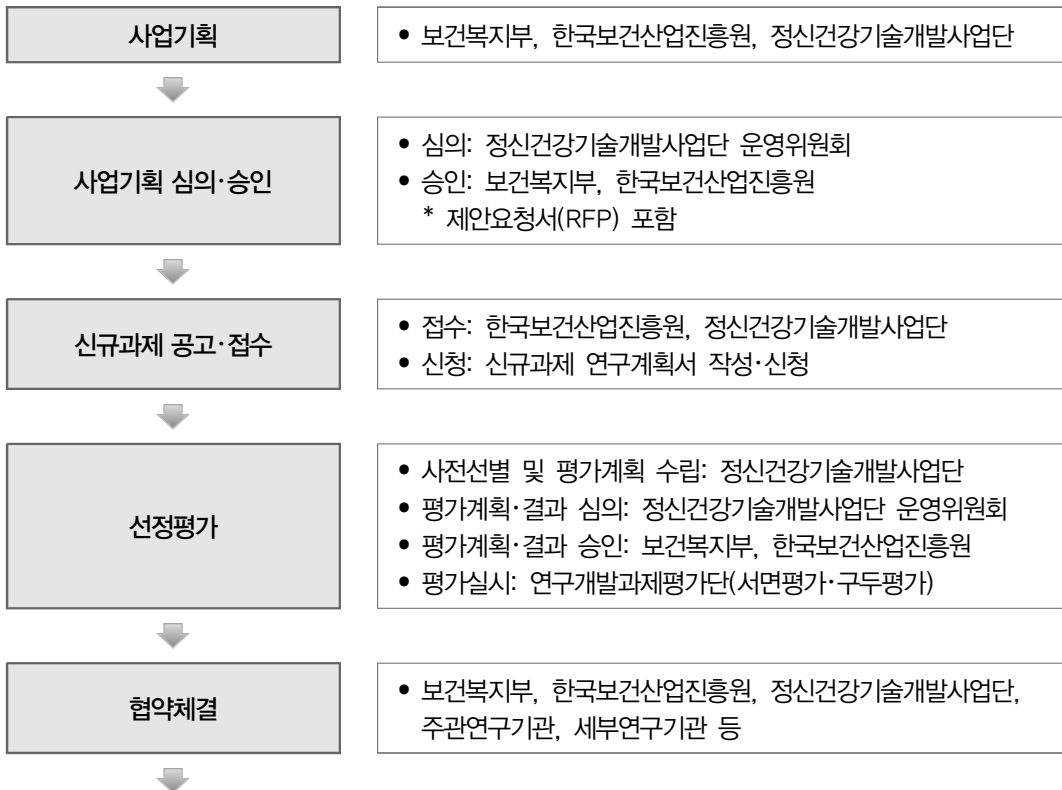 사업기획
• 보건복지부, 한국보건산업진흥원, 정신건강기술개발사업단
사업기획 심의·승인
• 심의: 정신건강기술개발사업단 운영위원회
• 승인: 보건복지부, 한국보건산업진흥원
* 제안요청서(RFP) 포함
신규과제 공고·접수
• 접수: 한국보건산업진흥원, 정신건강기술개발사업단
• 신청: 신규과제 연구계획서 작성·신청
선정평가
• 사전선별 및 평가계획 수립: 정신건강기술개발사업단
• 평가계획·결과 심의: 정신건강기술개발사업단 운영위원회
• 평가계획·결과 승인: 보건복지부, 한국보건산업진흥원
• 평가실시: 연구개발과제평가단(서면평가·구두평가)
협약체결
• 보건복지부, 한국보건산업진흥원, 정신건강기술개발사업단,
주관연구기관, 세부연구기관 등